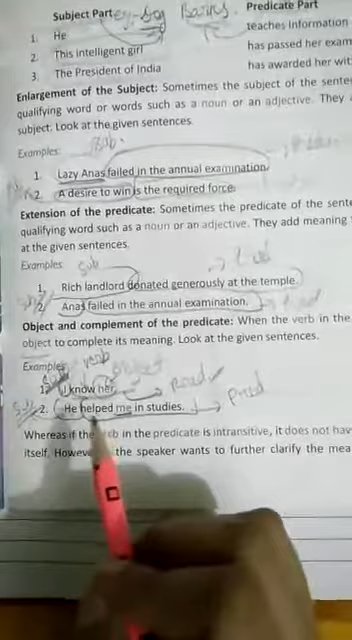 Subject Part Predicate Part
1. He teaches Information
2. This intelligent girl has passed her exam
3. The President of India has awarded her wit
Enlargement of the Subject: Sometimes the subject of the sente
qualifying word or words such as a noun or an adjective. They
subject: Look at the given sentences.
Examples: Sub
1. Lazy Anas failed in the annual examination.
2. A desire to win is the required force.
Extension of the predicate: Sometimes the predicate of the sent
qualifying word such as a noun or an adjective. They add meaning
at the given sentences.
Examples: Sub
1. Rich landlord donated generously at the temple.
2. Anas failed in the annual examination.
Object and complement of the predicate: When the verb in the
object to complete its meaning. Look at the given sentences.
Examples verb object
1. I know her. Pred
2. He helped me in studies. Pred
Whereas if the verb in the predicate is intransitive, it does not hav
itself. However the speaker wants to further clarify the mea